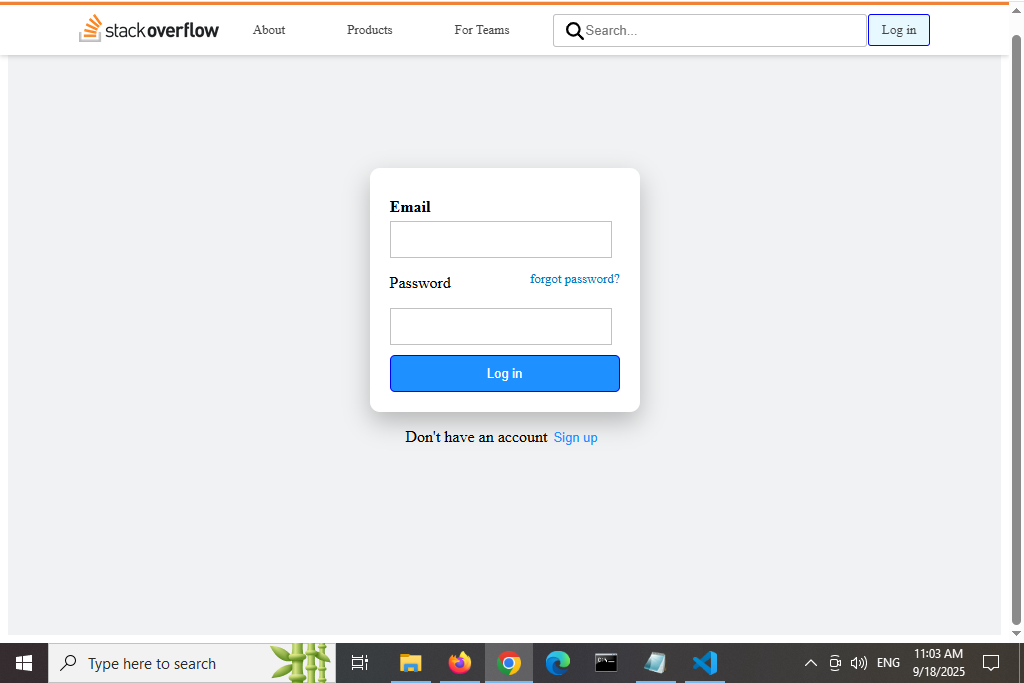 stackoverflow About Products For Teams Search... Log in
Email
Password forgot password?
Log in
Don't have an account Sign up
Type here to search
ENG
11:03 AM
9/18/2025